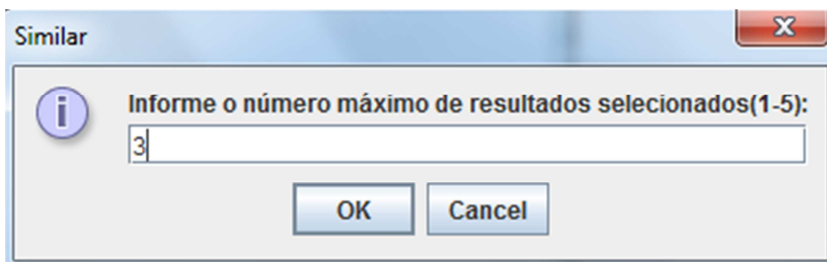 Similar
Informe o número máximo de resultados selecionados(1-5):
3
OK Cancel